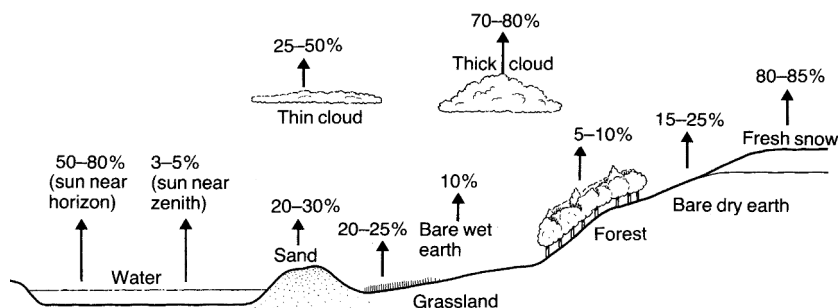 70–80%
25–50%
Thick cloud
80–85%
Thin cloud
5–10%
15–25%
Fresh snow
50–80%
(sun near
horizon)
3–5%
(sun near
zenith)
10%
20–30%
20–25%
Bare wet
earth
Bare dry earth
Sand
Forest
Water
Grassland